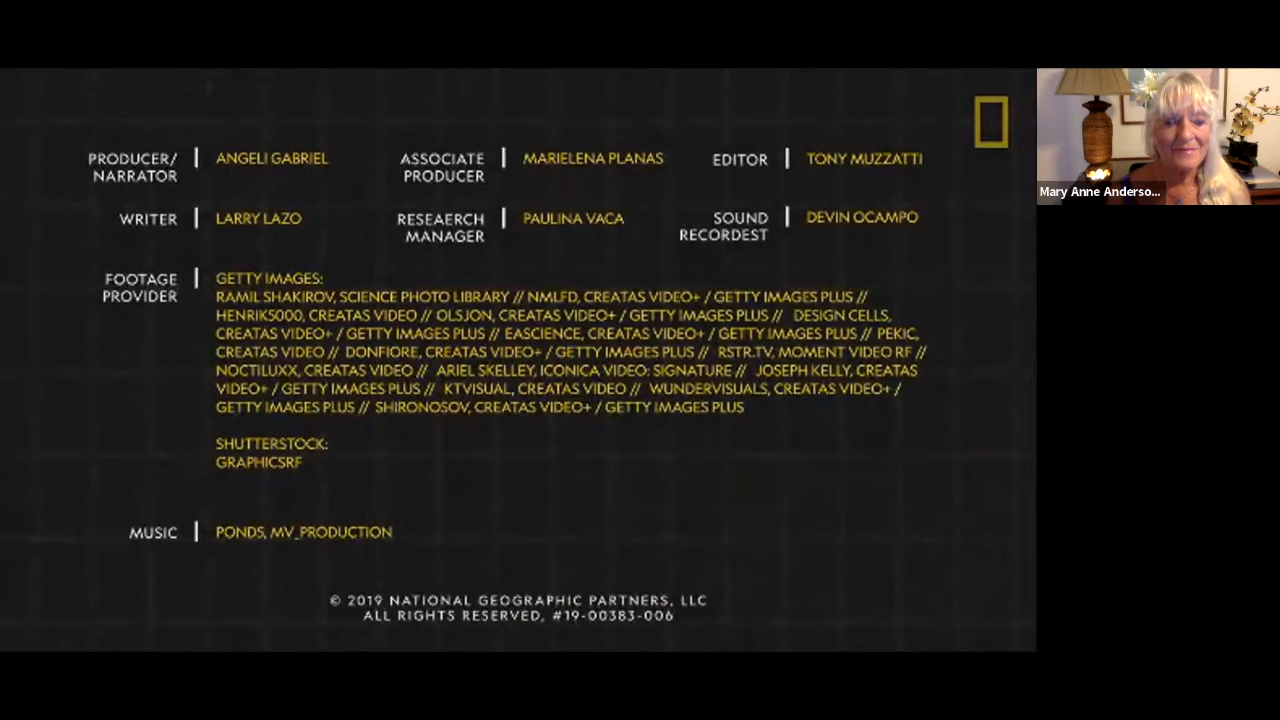 PRODUCER/
NARRATOR
ANGELI GABRIEL
ASSOCIATE
PRODUCER
MARIELENA PLANAS
EDITOR
TONY MUZZATTI
WRITER
LARRY LAZO
RESEAERCH
MANAGER
PAULINA VACA
SOUND
RECORDEST
DEVIN OCAMPO
FOOTAGE
PROVIDER
GETTY IMAGES:
RAMIL SHAKIROV, SCIENCE PHOTO LIBRARY // NMLFD, CREATAS VIDEO+ / GETTY IMAGES PLUS //
HENRIK5000, CREATAS VIDEO // OLSJON, CREATAS VIDEO+ / GETTY IMAGES PLUS // DESIGN CELLS,
CREATAS VIDEO+ / GETTY IMAGES PLUS // EASCIENCE, CREATAS VIDEO+ / GETTY IMAGES PLUS // PEKIC,
CREATAS VIDEO // DONFIORE, CREATAS VIDEO+ / GETTY IMAGES PLUS // RSTR.TV, MOMENT VIDEO RF //
NOCTILUXX, CREATAS VIDEO // ARIEL SKELLEY, ICONICA VIDEO: SIGNATURE // JOSEPH KELLY, CREATAS
VIDEO+ / GETTY IMAGES PLUS // KTVISUAL, CREATAS VIDEO // WUNDERVISUALS, CREATAS VIDEO+ /
GETTY IMAGES PLUS // SHIRONOSOV, CREATAS VIDEO+ / GETTY IMAGES PLUS
SHUTTERSTOCK:
GRAPHICSRF
MUSIC
PONDS, MV_PRODUCTION
© 2019 NATIONAL GEOGRAPHIC PARTNERS, LLC
ALL RIGHTS RESERVED, #19-00383-006
Mary Anne Anderso...